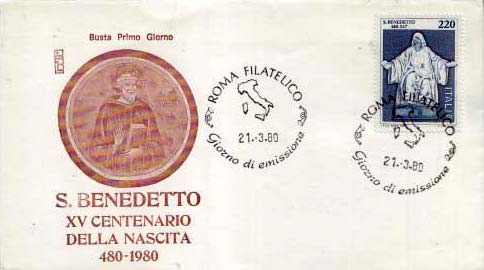 Busta Primo Giorno
S. BENEDETTO
XV CENTENARIO
DELLA NASCITA
480-1980
ROMA FILATELICO
21.-3.80
Giorno di emissione
S. BENEDETTO
480-547
220
ITALIA
ROMA FILATELICO
21.-3.80
Giorno di emissione